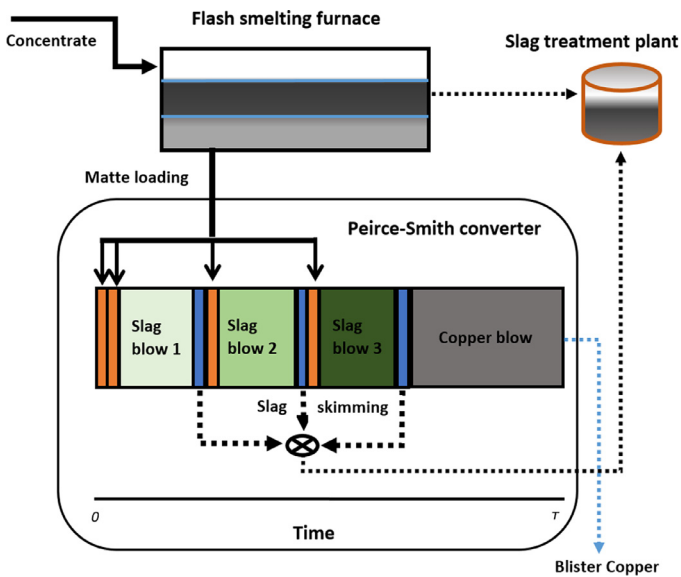 Flash smelting furnace
Concentrate
Slag treatment plant
Matte loading
Peirce-Smith converter
Slag
blow 1
Slag
blow 2
Slag
blow 3
Copper blow
Slag skimming
0
T
Time
Blister Copper